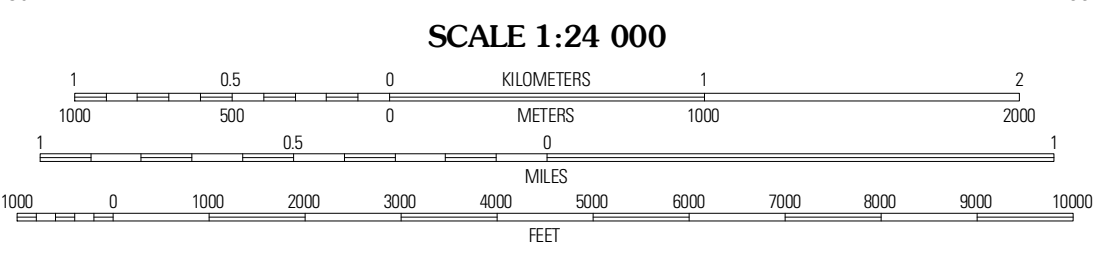 SCALE 1:24 000
1 0.5 0 KILOMETERS 1 2
1000 500 0 METERS 1000 2000
1 0.5 0 1
MILES
1000 0 1000 2000 3000 4000 5000 6000 7000 8000 9000 10000
FEET